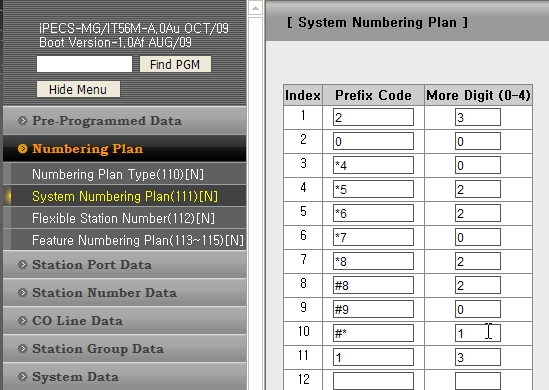 iPECS-MG/IT56M-A,0Au OCT/09
Boot Version-1,0Af AUG/09
Find PGM
Hide Menu
Pre-Programmed Data
Numbering Plan
Numbering Plan Type(110)[N]
System Numbering Plan(111)[N]
Flexible Station Number(112)[N]
Feature Numbering Plan(113~115)[N]
Station Port Data
Station Number Data
CO Line Data
Station Group Data
System Data
[ System Numbering Plan ]
Index Prefix Code More Digit (0-4)
1 2 3
2 0 0
3 *4 0
4 *5 2
5 *6 2
6 *7 0
7 *8 2
8 #8 2
9 #9 0
10 #* 1
11 1 3
12